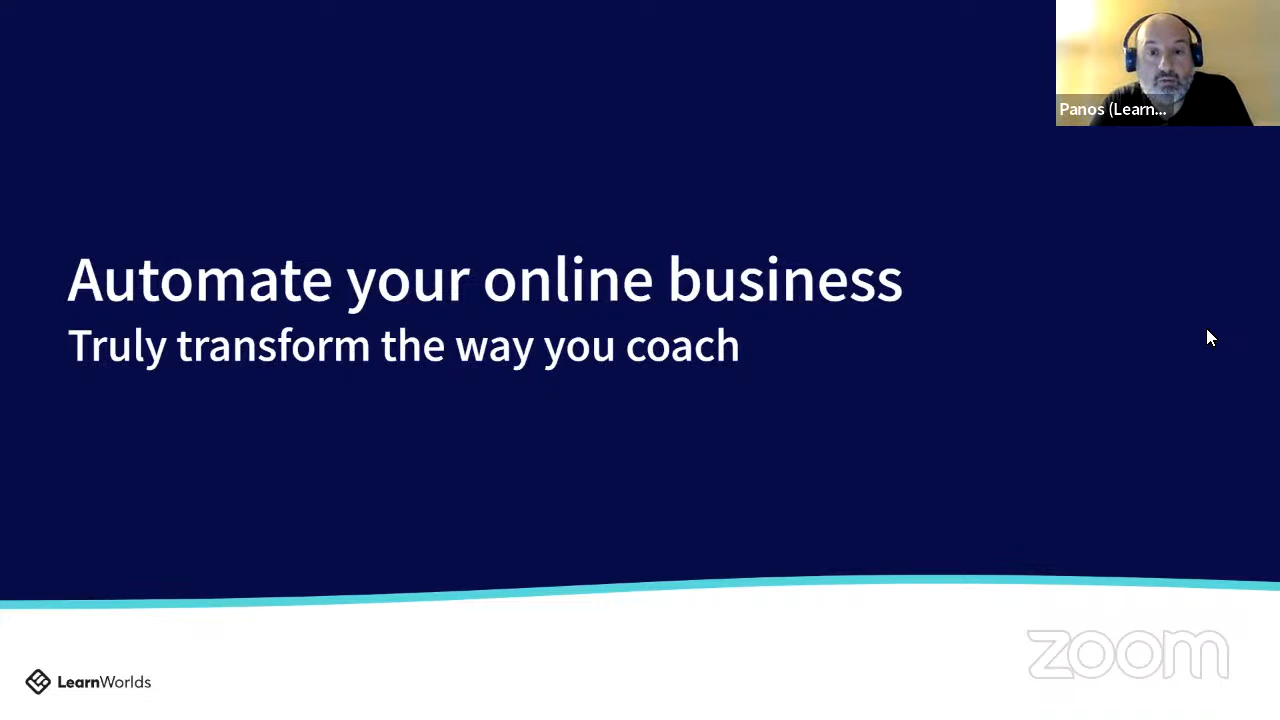 Panos (Learn...
Automate your online business
Truly transform the way you coach
LearnWorlds
zoom